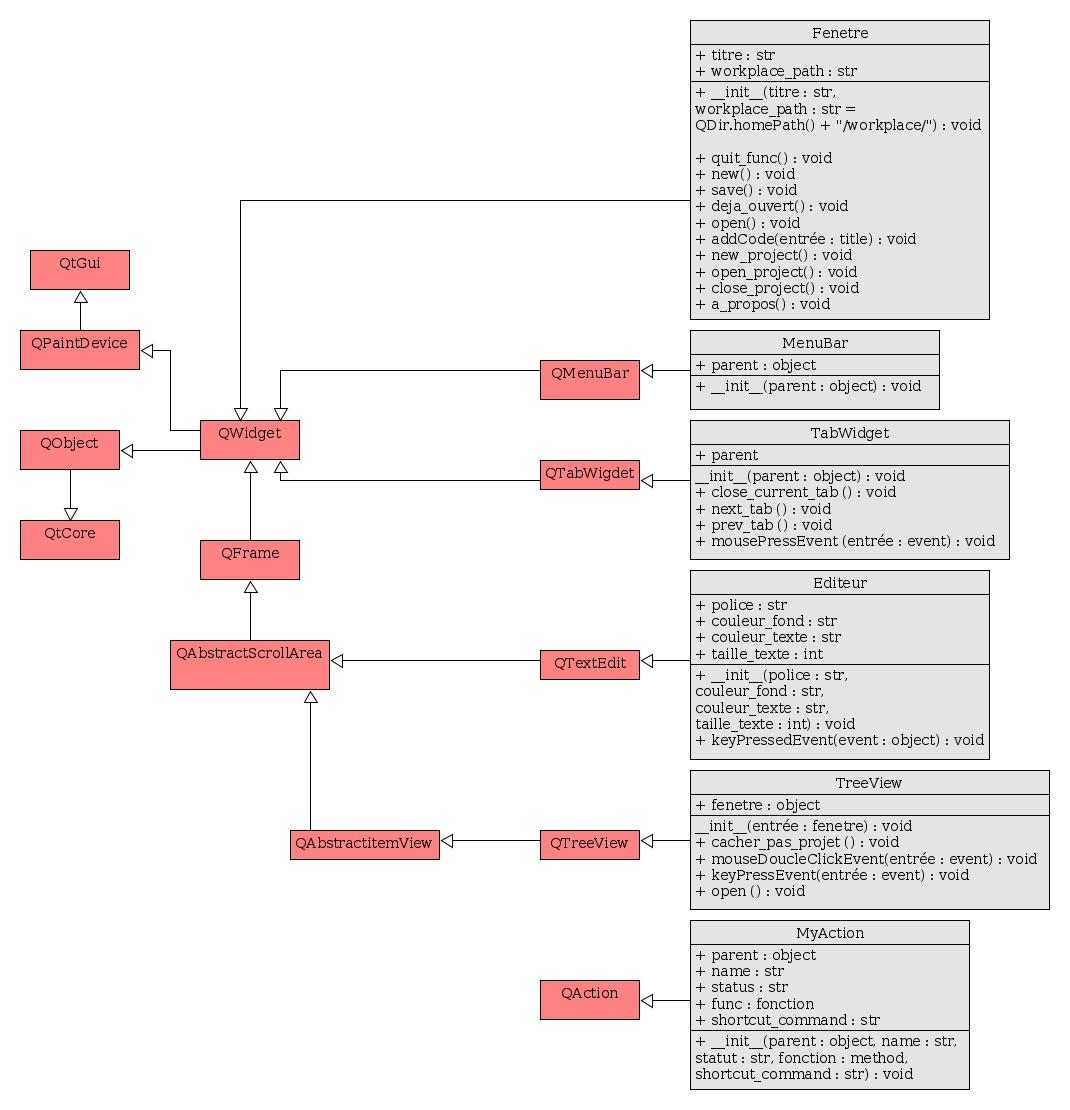 Fenetre
+ titre : str
+ workplace_path : str
+ __init__(titre : str,
workplace_path : str =
QDir.homePath() + "/workplace/") : void
+ quit_func() : void
+ new() : void
+ save() : void
+ deja_ouvert() : void
+ open() : void
+ addCode(entrée : title) : void
+ new_project() : void
+ open_project() : void
+ close_project() : void
+ a_propos() : void
QtGui
QPaintDevice
QObject
QtCore
QWidget
QFrame
QAbstractScrollArea
QAbstractitemView
QMenuBar
MenuBar
+ parent : object
+ __init__(parent : object) : void
QTabWigdet
TabWidget
+ parent
__init__(parent : object) : void
+ close_current_tab () : void
+ next_tab () : void
+ prev_tab () : void
+ mousePressEvent (entrée : event) : void
QTextEdit
Editeur
+ police : str
+ couleur_fond : str
+ couleur_texte : str
+ taille_texte : int
+ __init__(police : str,
couleur_fond : str,
couleur_texte : str,
taille_texte : int) : void
+ keyPressedEvent(event : object) : void
QTreeView
TreeView
+ fenetre : object
__init__(entrée : fenetre) : void
+ cacher_pas_projet () : void
+ mouseDoucleClickEvent(entrée : event) : void
+ keyPressEvent(entrée : event) : void
+ open () : void
QAction
MyAction
+ parent : object
+ name : str
+ status : str
+ func : fonction
+ shortcut_command : str
+ __init__(parent : object, name : str,
statut : str, fonction : method,
shortcut_command : str) : void